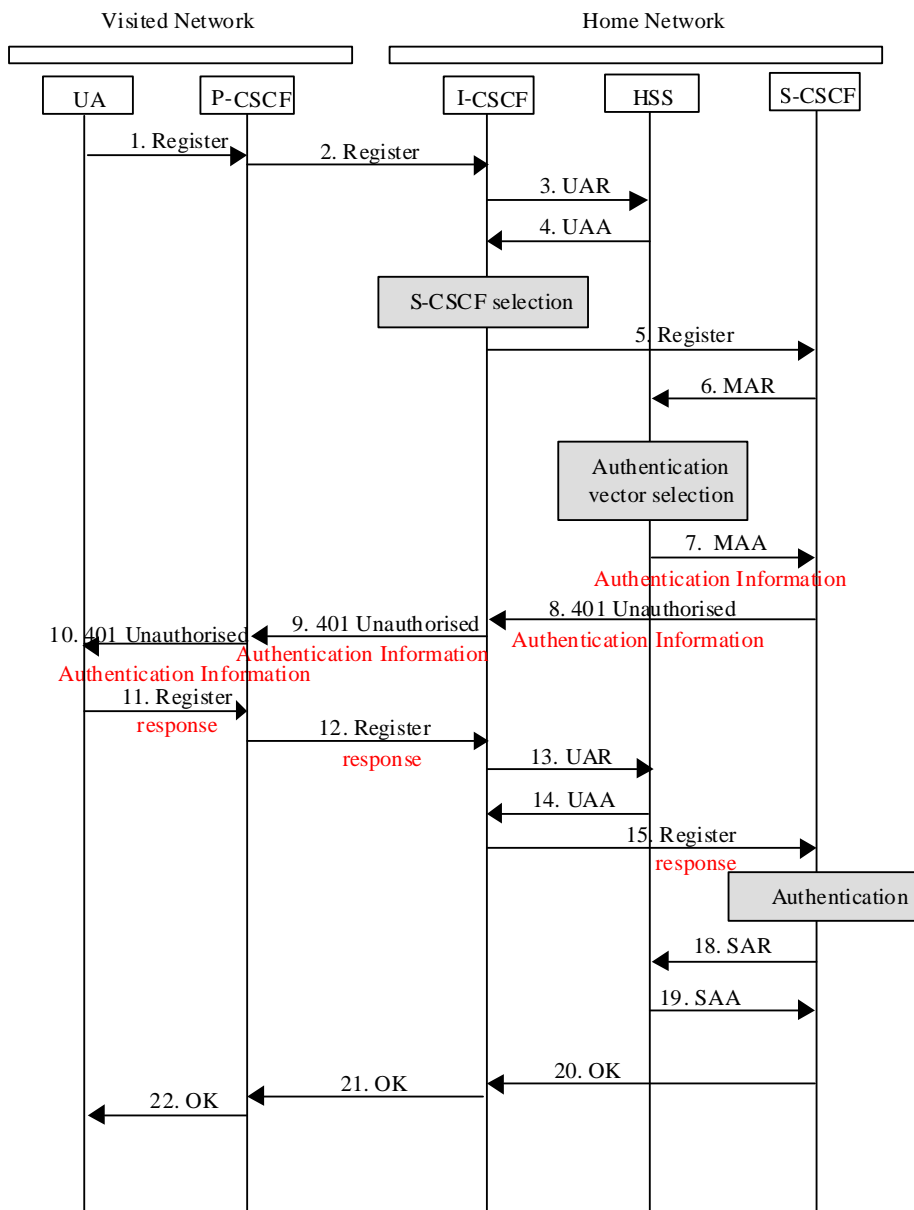 Visited Network
Home Network
UA
P-CSCF
I-CSCF
HSS
S-CSCF
1. Register
2. Register
3. UAR
4. UAA
S-CSCF selection
5. Register
6. MAR
Authentication
vector selection
7. MAA
Authentication Information
8. 401 Unauthorised
Authentication Information
9. 401 Unauthorised
Authentication Information
10. 401 Unauthorised
Authentication Information
11. Register
response
12. Register
response
13. UAR
14. UAA
15. Register
response
Authentication
18. SAR
19. SAA
20. OK
21. OK
22. OK